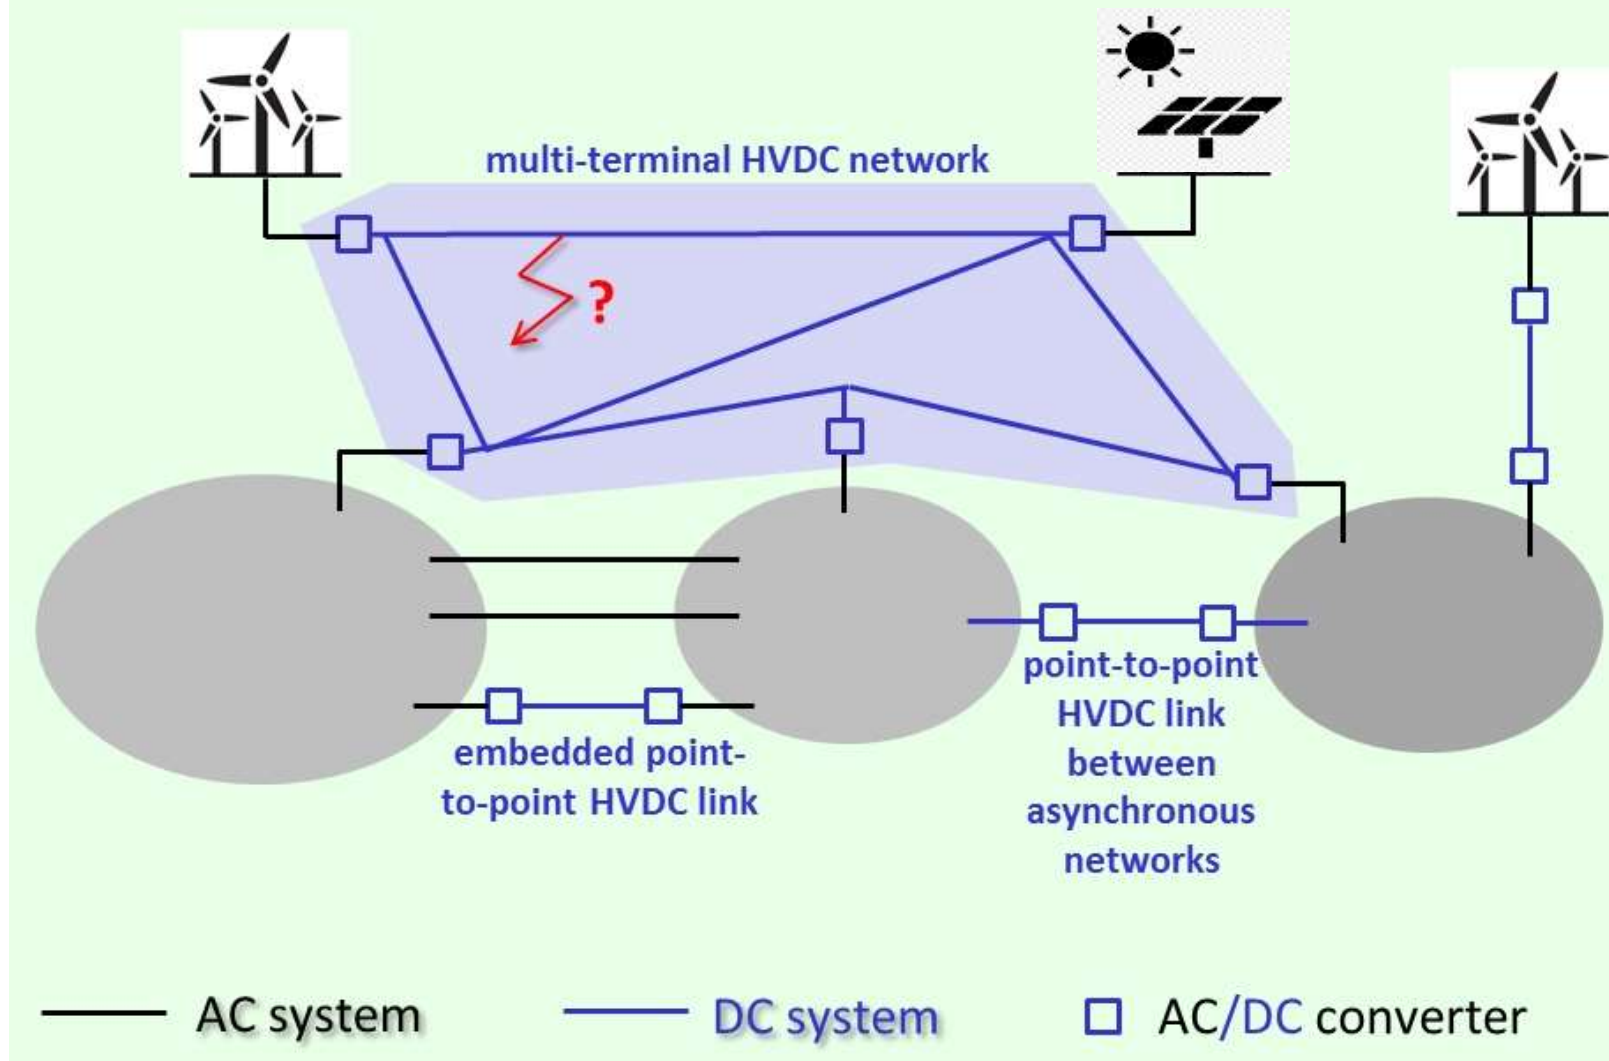 multi-terminal HVDC network
?
point-to-point
HVDC link
between
asynchronous
networks
embedded point-
to-point HVDC link
AC system
DC system
AC/DC converter